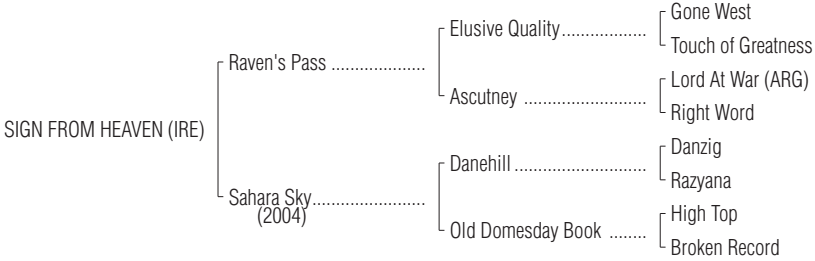 Gone West
Elusive Quality..................
Touch of Greatness
Raven's Pass ....................
Lord At War (ARG)
Ascutney ..........................
Right Word
SIGN FROM HEAVEN (IRE)
Danzig
Danehill ............................
Razyana
Sahara Sky........................
(2004)
High Top
Old Domesday Book ........
Broken Record